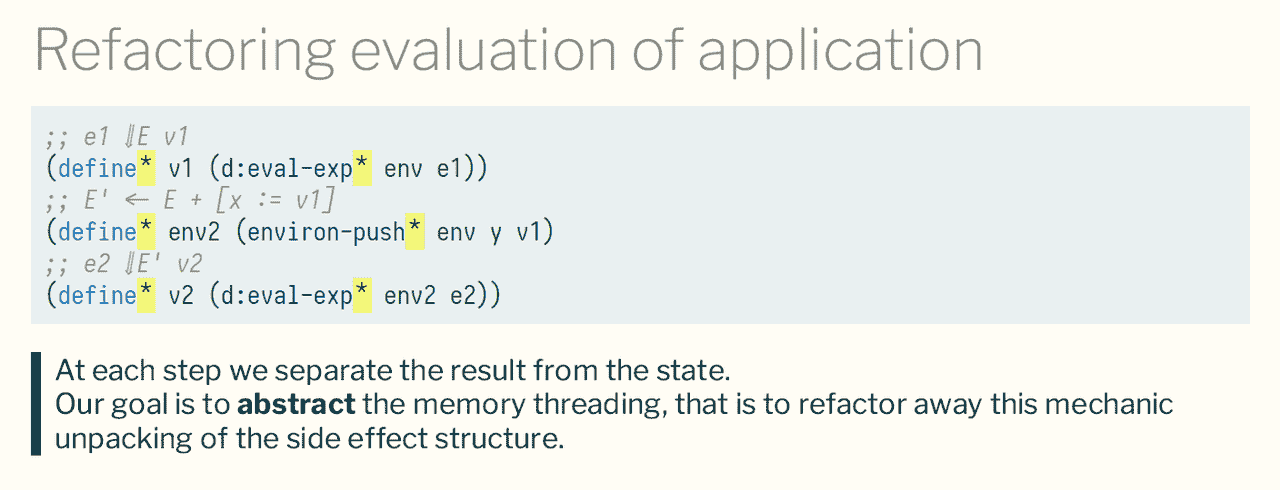 Refactoring evaluation of application
;; e1 ⇓E v1
(define* v1 (d:eval-exp* env e1))
;; E' ← E + [x := v1]
(define* env2 (environ-push* env y v1)
;; e2 ⇓E' v2
(define* v2 (d:eval-exp* env2 e2))
At each step we separate the result from the state.
Our goal is to abstract the memory threading, that is to refactor away this mechanic
unpacking of the side effect structure.